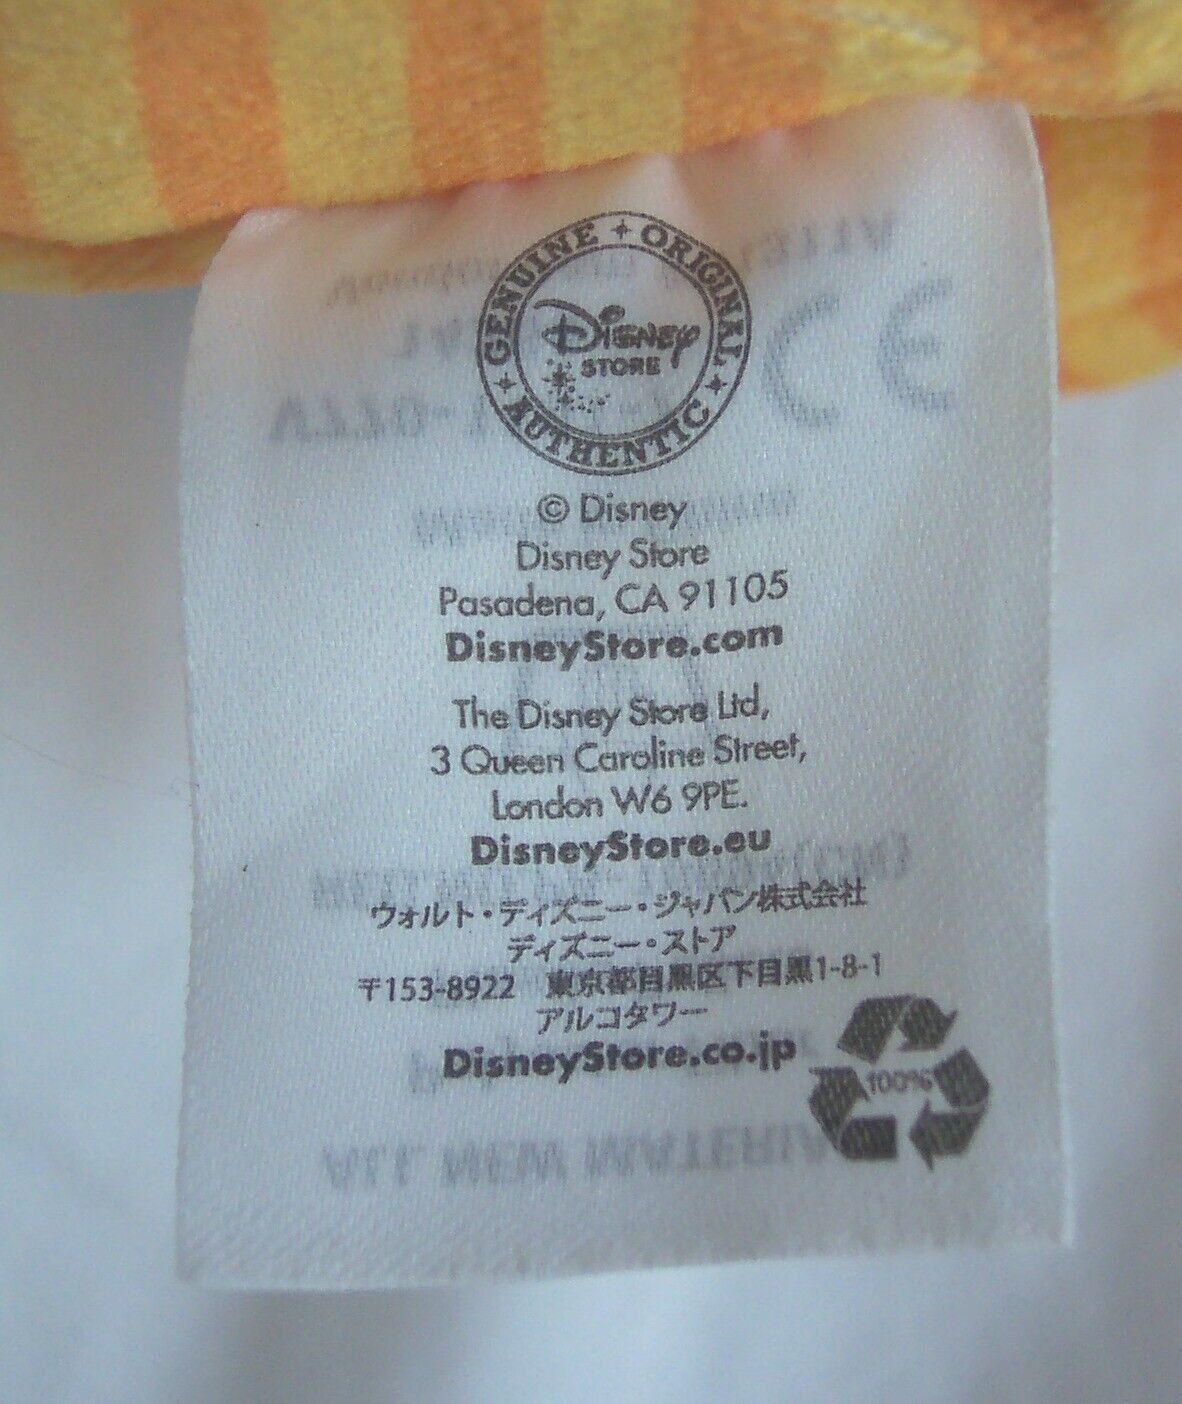 GENUINE ORIGINAL AUTHENTIC
Disney
STORE
© Disney
Disney Store
Pasadena, CA 91105
DisneyStore.com
The Disney Store Ltd,
3 Queen Caroline Street,
London W6 9PE.
DisneyStore.eu
ウォルト・ディズニー・ジャパン株式会社
ディズニー・ストア
〒153-8922 東京都目黒区下目黒1-8-1
アルコタワー
DisneyStore.co.jp
100%
ALL NEW MATERIA